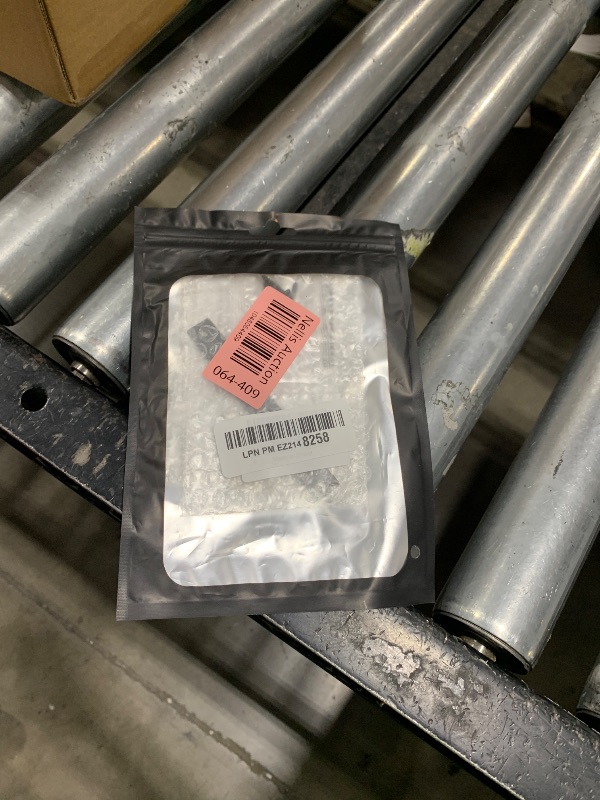 Nellis Auction
064-409
LPN PM EZ214 8258